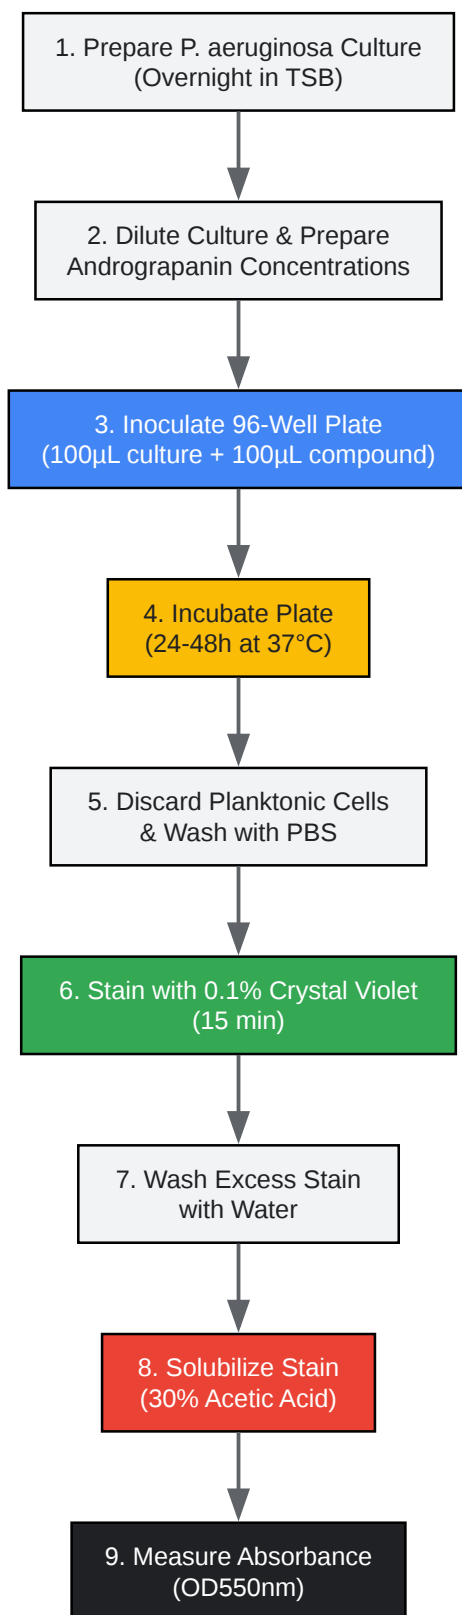 1. Prepare P. aeruginosa Culture
(Overnight in TSB)
2. Dilute Culture & Prepare
Andrograpanin Concentrations
3. Inoculate 96-Well Plate
(100µL culture + 100µL compound)
4. Incubate Plate
(24-48h at 37°C)
5. Discard Planktonic Cells
& Wash with PBS
6. Stain with 0.1% Crystal Violet
(15 min)
7. Wash Excess Stain
with Water
8. Solubilize Stain
(30% Acetic Acid)
9. Measure Absorbance
(OD550nm)